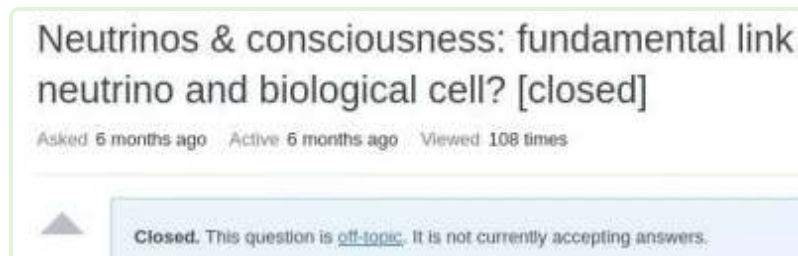 Neutrinos & consciousness: fundamental link
neutrino and biological cell? [closed]
Asked 6 months ago Active 6 months ago Viewed 108 times
Closed. This question is off-topic. It is not currently accepting answers.